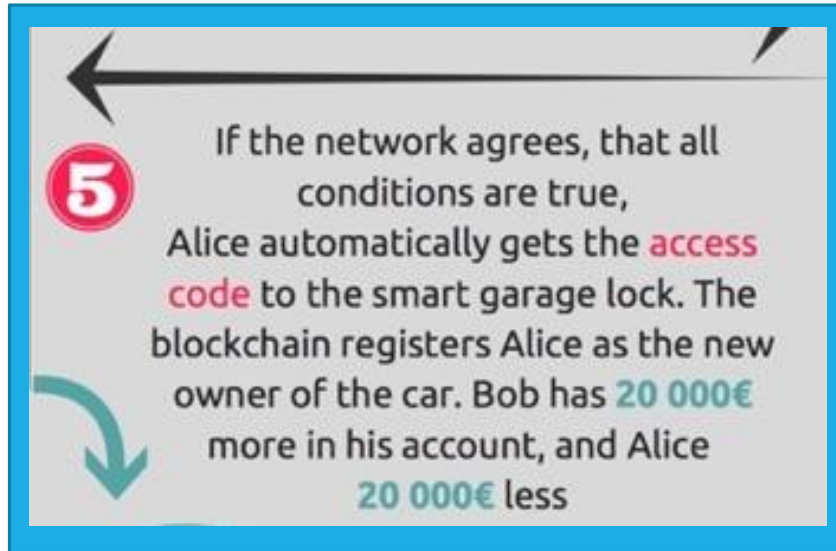 5
If the network agrees, that all
conditions are true,
Alice automatically gets the access
code to the smart garage lock. The
blockchain registers Alice as the new
owner of the car. Bob has 20 000€
more in his account, and Alice
20 000€ less